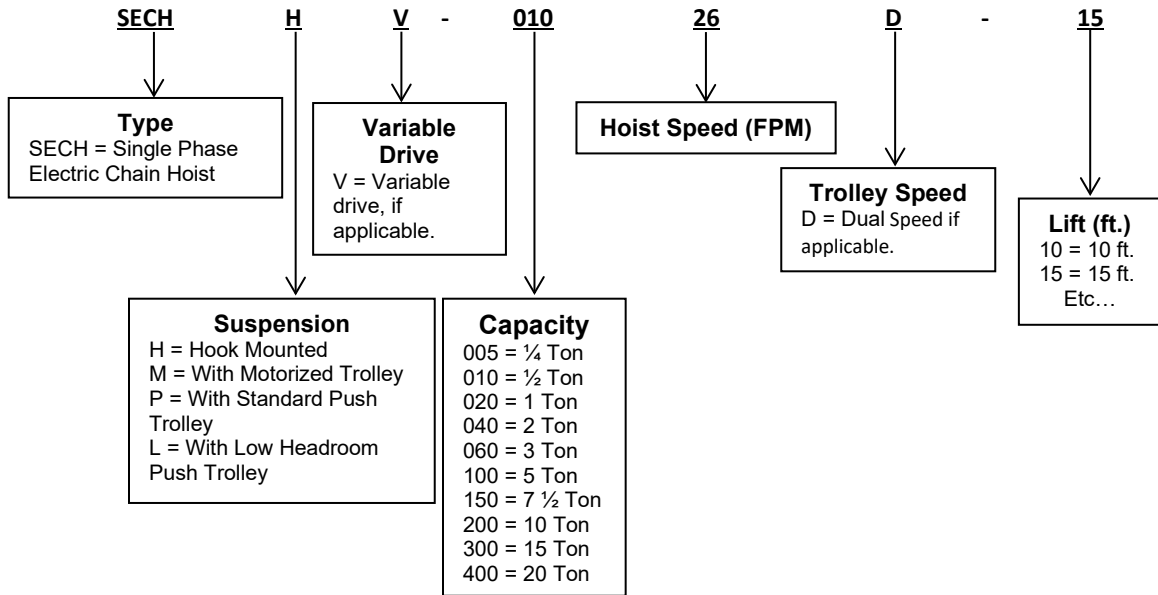 SECH H V - 010 26 D - 15
Type
SECH = Single Phase
Electric Chain Hoist
Variable
Drive
V = Variable
drive, if
applicable.
Hoist Speed (FPM)
Trolley Speed
D = Dual Speed if
applicable.
Lift (ft.)
10 = 10 ft.
15 = 15 ft.
Etc…
Suspension
H = Hook Mounted
M = With Motorized Trolley
P = With Standard Push
Trolley
L = With Low Headroom
Push Trolley
Capacity
005 = ¼ Ton
010 = ½ Ton
020 = 1 Ton
040 = 2 Ton
060 = 3 Ton
100 = 5 Ton
150 = 7 ½ Ton
200 = 10 Ton
300 = 15 Ton
400 = 20 Ton